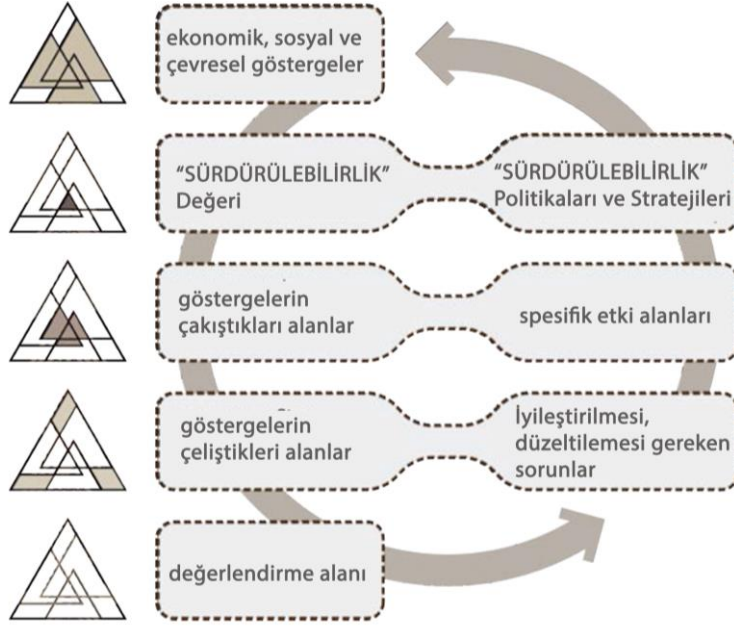 ekonomik, sosyal ve
çevresel göstergeler
“SÜRDÜRÜLEBİLİRLİK”
Değeri
“SÜRDÜRÜLEBİLİRLİK”
Politikaları ve Stratejileri
göstergelerin
çakıştıkları alanlar
spesifik etki alanları
göstergelerin
çeliştikleri alanlar
İyileştirilmesi,
düzeltilemesi gereken
sorunlar
değerlendirme alanı